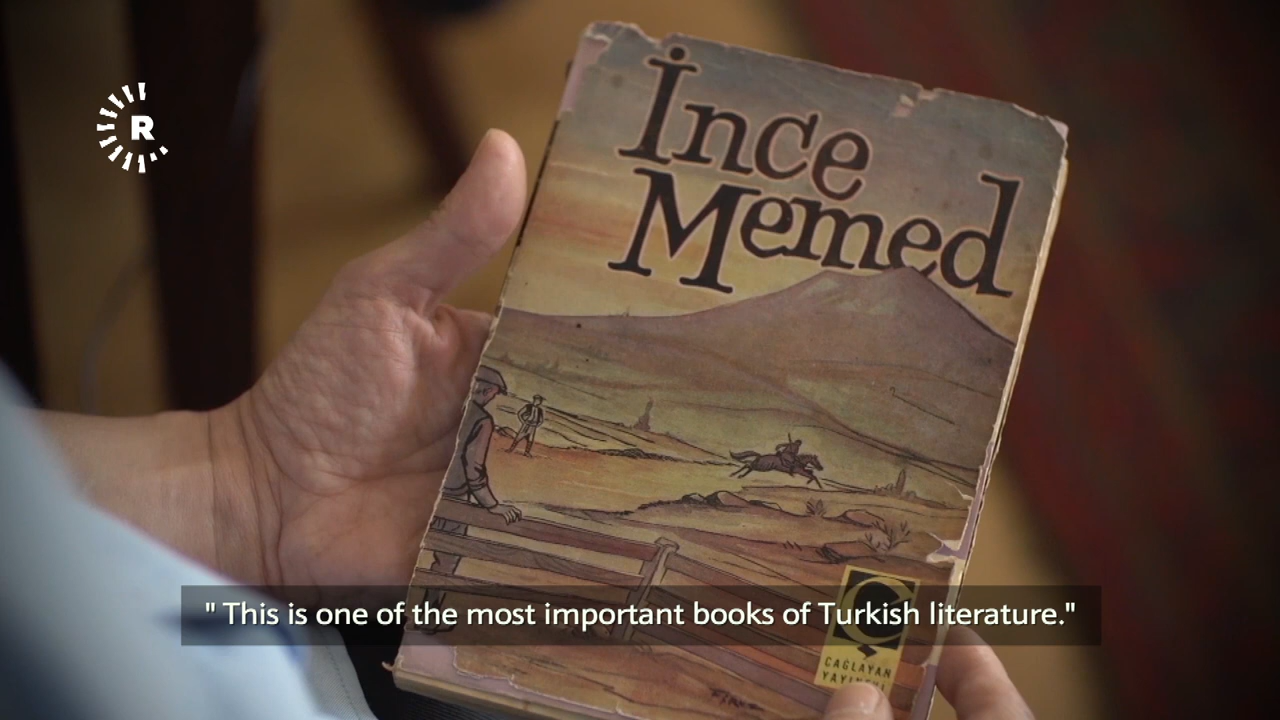 R
İnce
Memed
Ç
ÇAĞLAYAN
" This is one of the most important books of Turkish literature."